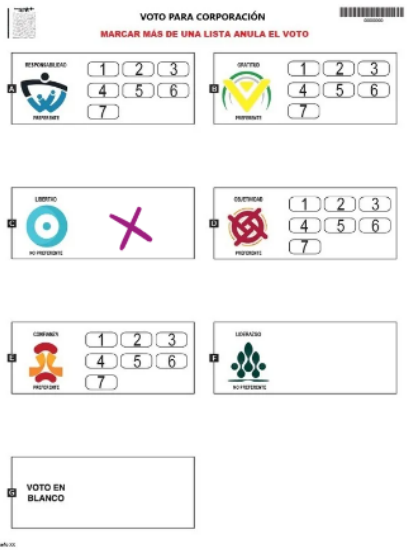 VOTO PARA CORPORACIÓN
MARCAR MÁS DE UNA LISTA ANULA EL VOTO
A
RESPONSABILIDAD
PREFERENTE
1 2 3
4 5 6
7
B
GRATITUD
PREFERENTE
1 2 3
4 5 6
7
C
LIBERTAD
NO PREFERENTE
D
OBJETIVIDAD
PREFERENTE
1 2 3
4 5 6
7
E
CONFIANZA
PREFERENTE
1 2 3
4 5 6
7
F
LIDERAZGO
NO PREFERENTE
G
VOTO EN
BLANCO